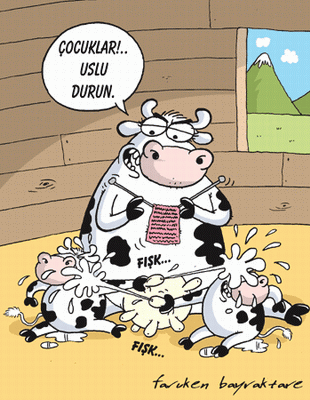 ÇOCUKLAR!..
USLU
DURUN.
FIŞK...
FIŞK...
faruken bayraktare